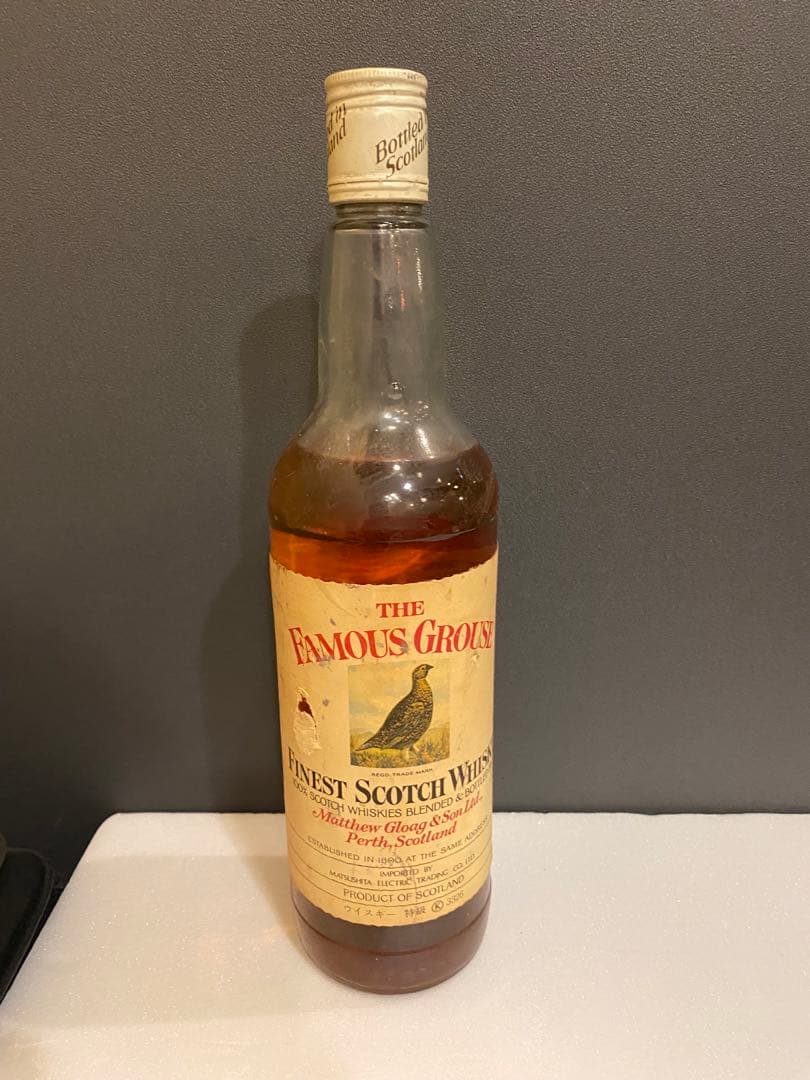 Bottled
Scotlan
THE
FAMOUS GROUSE
REGD. TRADE MARK.
FINEST SCOTCH WHISK
100% SCOTCH WHISKIES BLENDED & BOTTLED
Matthew Gloag & Son Ltd.,
Perth, Scotland
ESTABLISHED IN 1800 AT THE SAME ADDRESS
IMPORTED BY
MATSUSHITA ELECTRIC TRADING CO. LTD.
PRODUCT OF SCOTLAND
ウイスキー 特級 Ⓚ 3326